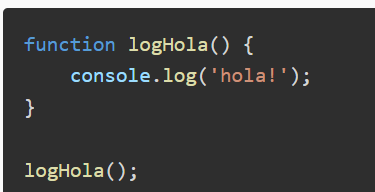 function logHola() {
    console.log('hola!');
}

logHola();